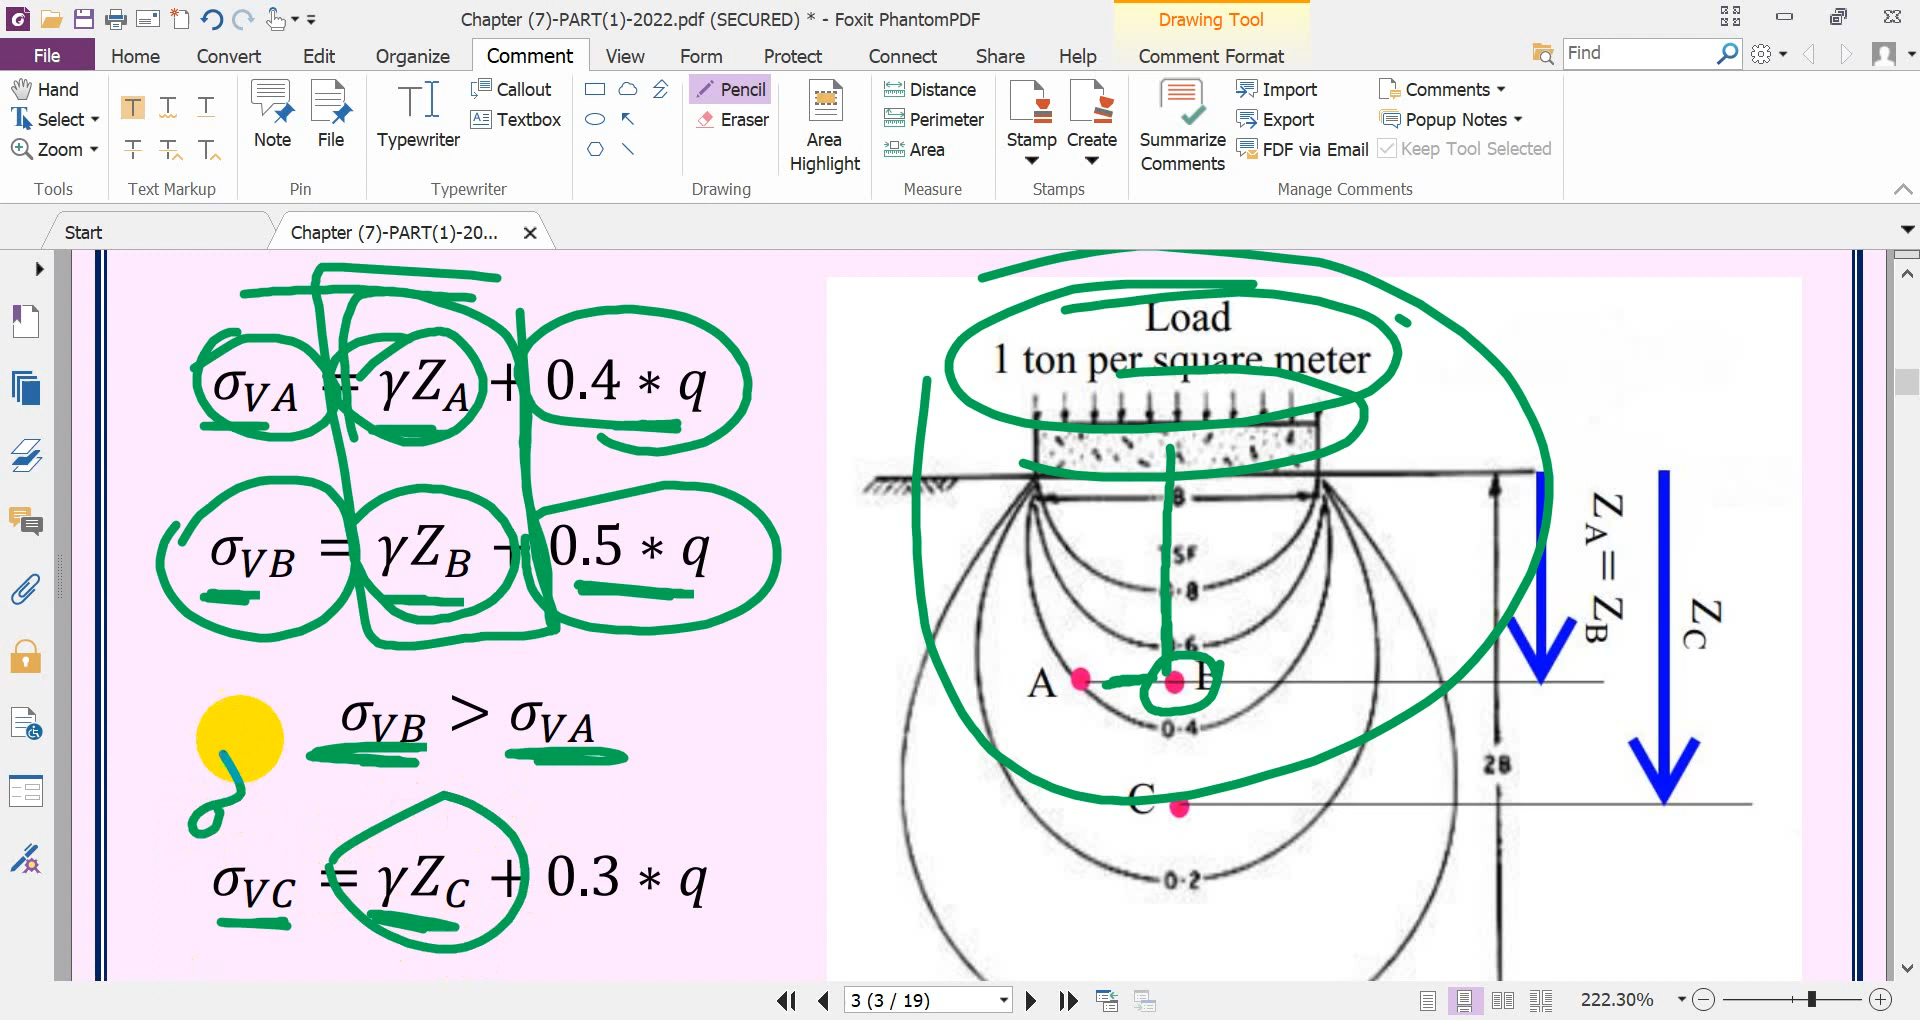 Chapter (7)-PART(1)-2022.pdf (SECURED) * - Foxit PhantomPDF
Drawing Tool
File
Home
Convert
Edit
Organize
Comment
View
Form
Protect
Connect
Share
Help
Comment Format
Find
Hand
Select
Zoom
Tools
T T T
T T T
Text Markup
Note
File
Pin
Typewriter
Callout
Textbox
Typewriter
Pencil
Eraser
Drawing
Area
Highlight
Distance
Perimeter
Area
Measure
Stamp
Create
Stamps
Summarize
Comments
Import
Export
FDF via Email
Comments
Popup Notes
Keep Tool Selected
Manage Comments
Start
Chapter (7)-PART(1)-20...
σVA = γZA + 0.4 * q
σVB = γZB + 0.5 * q
σVB > σVA
σVC = γZC + 0.3 * q
Load
1 ton per square meter
B
0.8
0.6
A
B
0.4
C
0.2
2B
ZA = ZB
ZC
3 (3 / 19)
222.30%